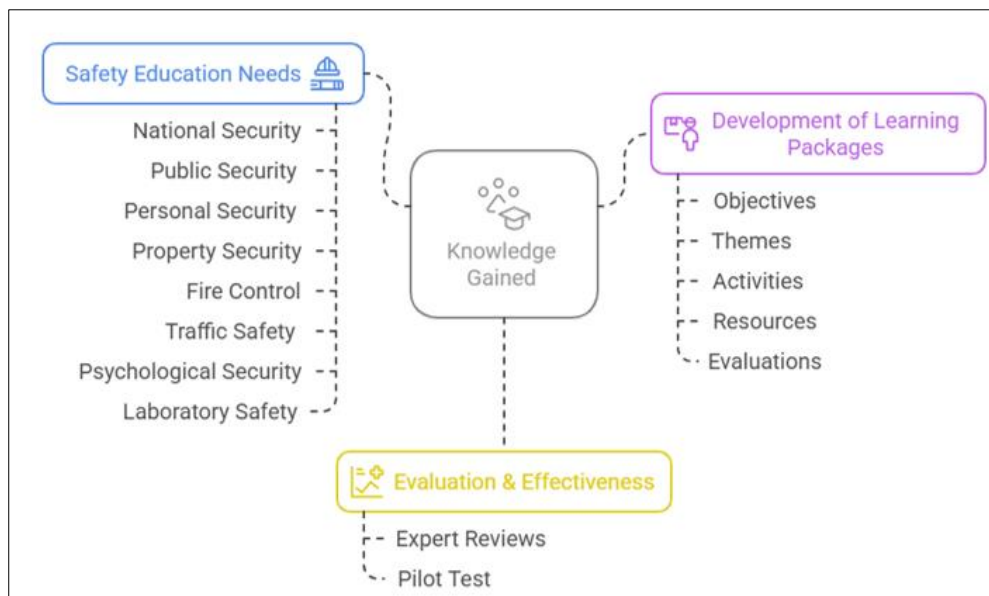 Safety Education Needs
National Security
Public Security
Personal Security
Property Security
Fire Control
Traffic Safety
Psychological Security
Laboratory Safety
Knowledge
Gained
Development of Learning
Packages
Objectives
Themes
Activities
Resources
Evaluations
Evaluation & Effectiveness
Expert Reviews
Pilot Test